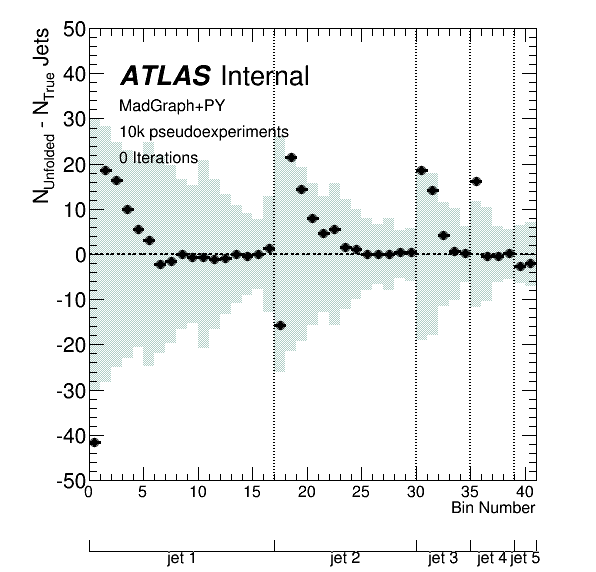 N_Unfolded - N_True Jets
50
40
30
20
10
0
-10
-20
-30
-40
-50
ATLAS Internal
MadGraph+PY
10k pseudoexperiments
0 Iterations
0 5 10 15 20 25 30 35 40
Bin Number
jet 1 jet 2 jet 3 jet 4 jet 5